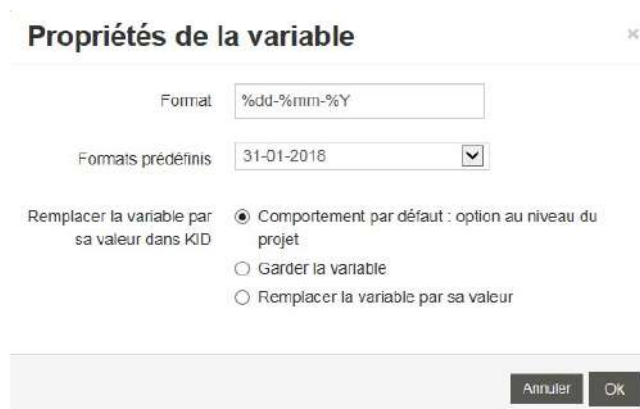 Propriétés de la variable
×
Format
%dd-%mm-%Y
Formats prédéfinis
31-01-2018
Remplacer la variable par
sa valeur dans KID
Comportement par défaut : option au niveau du
projet
Garder la variable
Remplacer la variable par sa valeur
Annuler
Ok